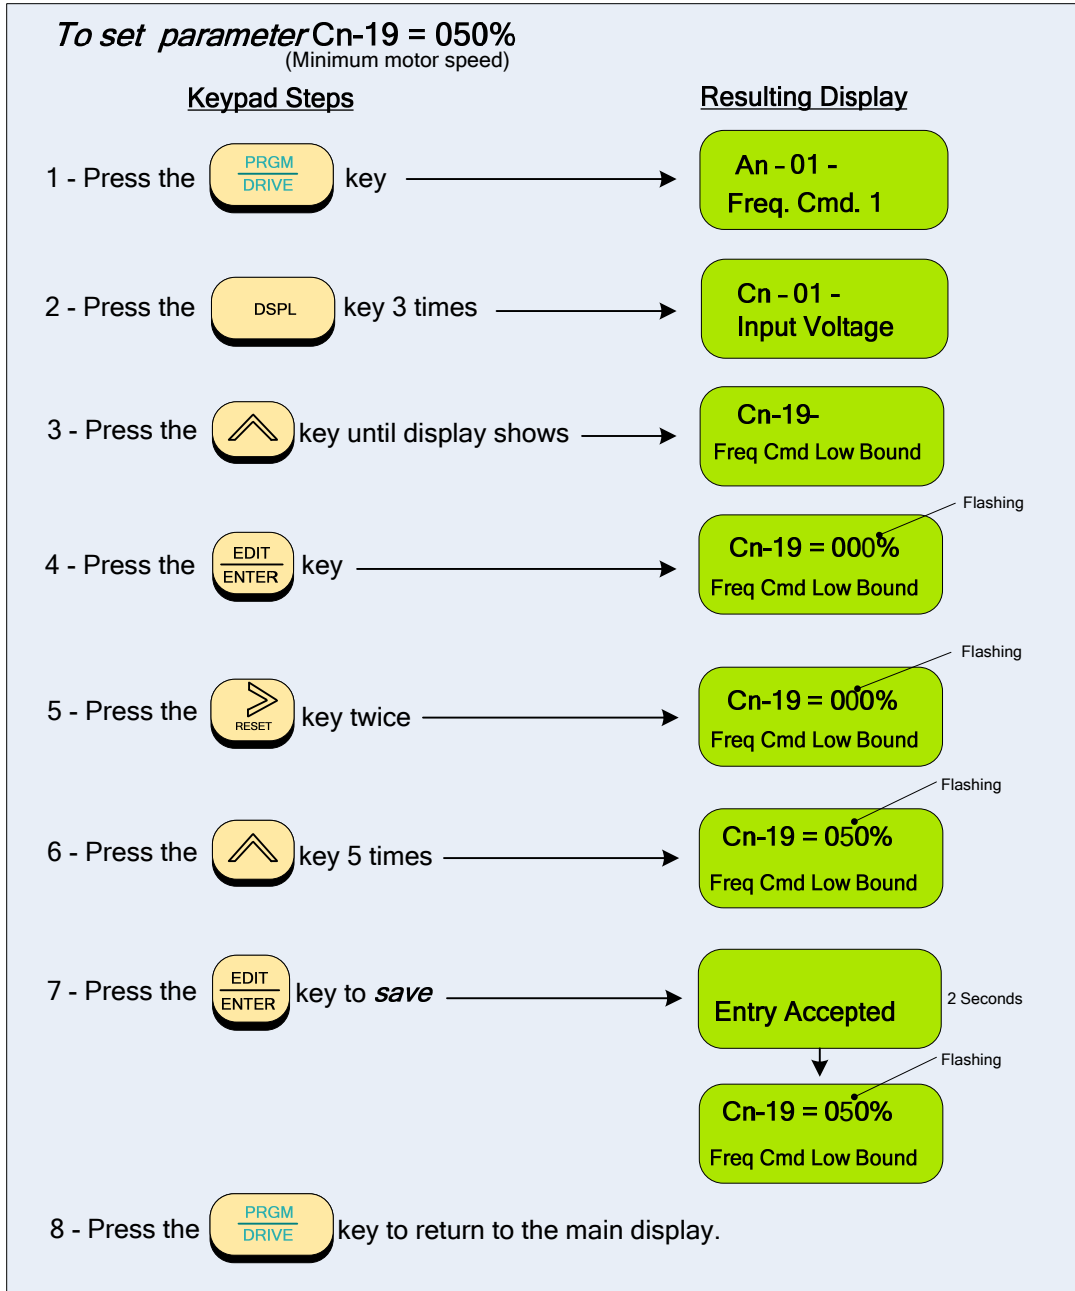 To set parameter Cn-19 = 050%
(Minimum motor speed)
Keypad Steps
Resulting Display
1 - Press the PRGM DRIVE key
An - 01 -
Freq. Cmd. 1
2 - Press the DSPL key 3 times
Cn - 01 -
Input Voltage
3 - Press the key until display shows
Cn-19-
Freq Cmd Low Bound
Flashing
4 - Press the EDIT ENTER key
Cn-19 = 000%
Freq Cmd Low Bound
Flashing
5 - Press the RESET key twice
Cn-19 = 000%
Freq Cmd Low Bound
Flashing
6 - Press the key 5 times
Cn-19 = 050%
Freq Cmd Low Bound
7 - Press the EDIT ENTER key to save
Entry Accepted
2 Seconds
Flashing
Cn-19 = 050%
Freq Cmd Low Bound
8 - Press the PRGM DRIVE key to return to the main display.